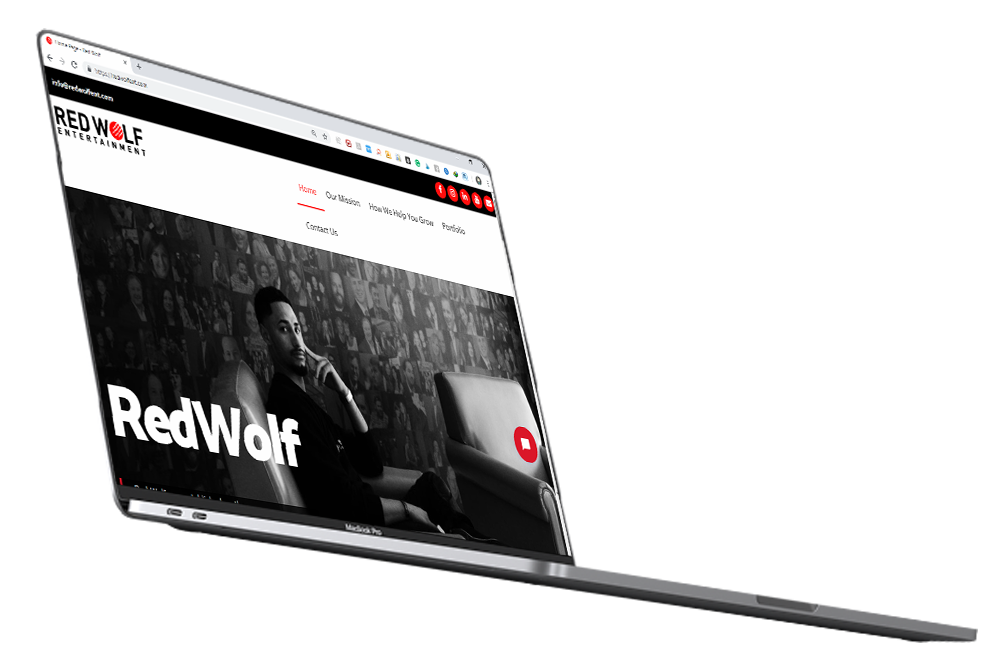 Home Page - Red Wolf
https://redwolfent.com
info@redwolfent.com
RED WOLF
ENTERTAINMENT
Home Our Mission How We Help You Grow Portfolio
Contact Us
RedWolf
MacBook Pro